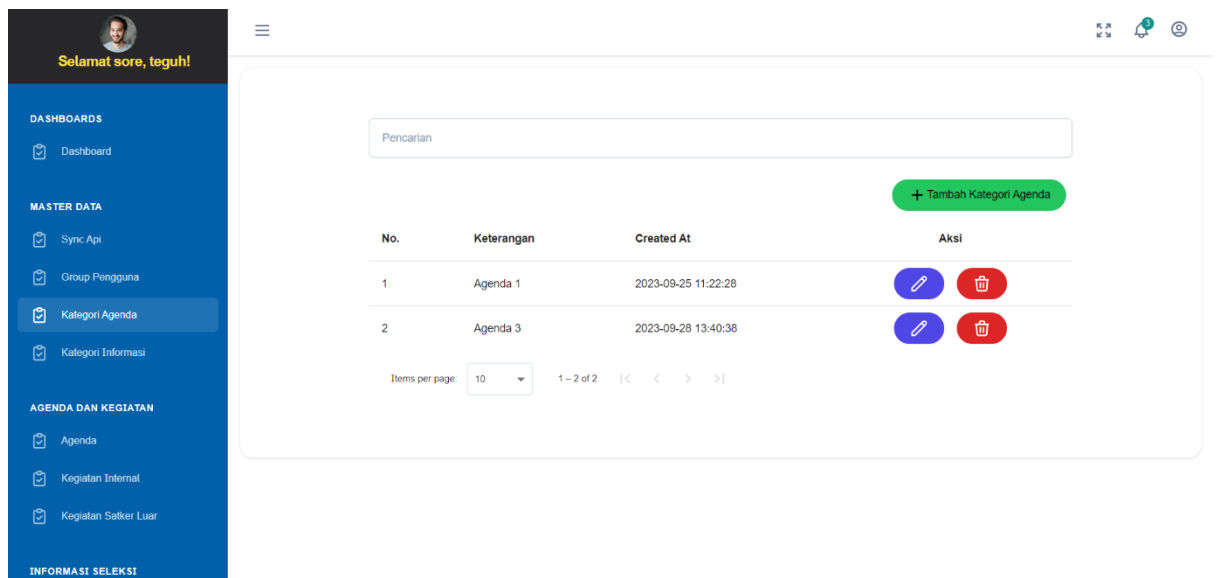 Selamat sore, teguh!
DASHBOARDS
Dashboard
MASTER DATA
Sync Api
Group Pengguna
Kategori Agenda
Kategori Informasi
AGENDA DAN KEGIATAN
Agenda
Kegiatan Internal
Kegiatan Satker Luar
INFORMASI SELEKSI
3
Pencarian
Tambah Kategori Agenda
No. Keterangan Created At Aksi
1 Agenda 1 2023-09-25 11:22:28
2 Agenda 3 2023-09-28 13:40:38
Items per page: 10 1 – 2 of 2